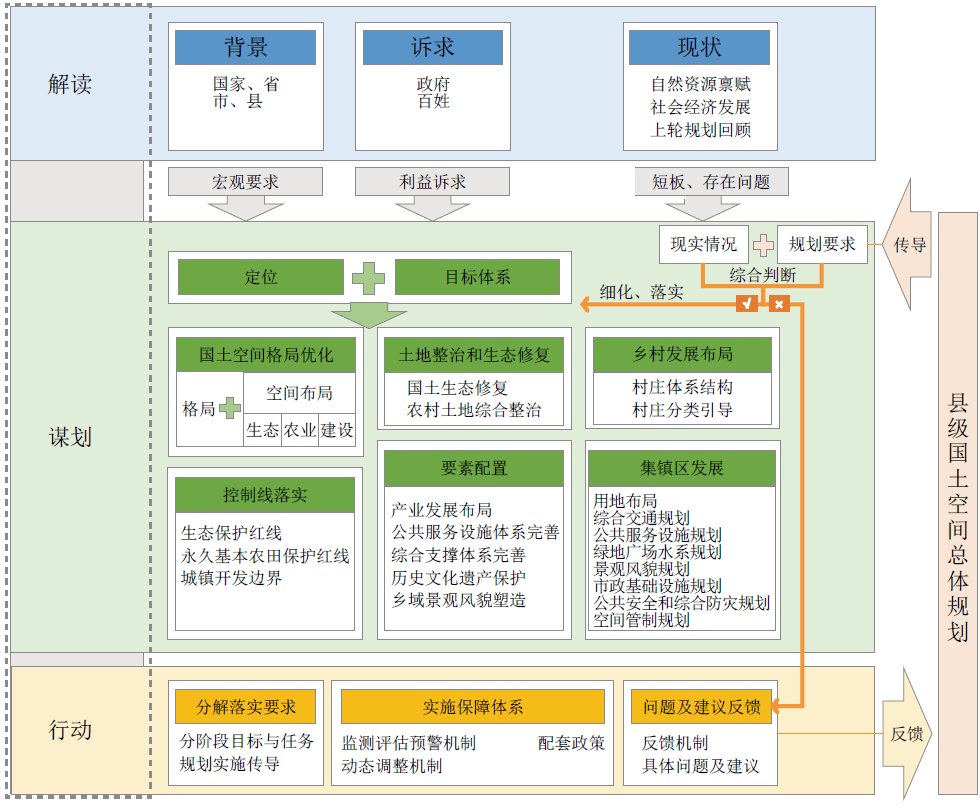 解读
背景
国家、省
市、县
诉求
政府
百姓
现状
自然资源禀赋
社会经济发展
上轮规划回顾
宏观要求
利益诉求
短板、存在问题
谋划
现实情况
规划要求
传导
综合判断
细化、落实
定位
目标体系
国土空间格局优化
格局
空间布局
生态
农业
建设
土地整治和生态修复
国土生态修复
农村土地综合整治
乡村发展布局
村庄体系结构
村庄分类引导
控制线落实
生态保护红线
永久基本农田保护红线
城镇开发边界
要素配置
产业发展布局
公共服务设施体系完善
综合支撑体系完善
历史文化遗产保护
乡域景观风貌塑造
集镇区发展
用地布局
综合交通规划
公共服务设施规划
绿地广场水系规划
景观风貌规划
市政基础设施规划
公共安全和综合防灾规划
空间管制规划
县级国土空间总体规划
行动
分解落实要求
分阶段目标与任务
规划实施传导
实施保障体系
监测评估预警机制 配套政策
动态调整机制
问题及建议反馈
反馈机制
具体问题及建议
反馈